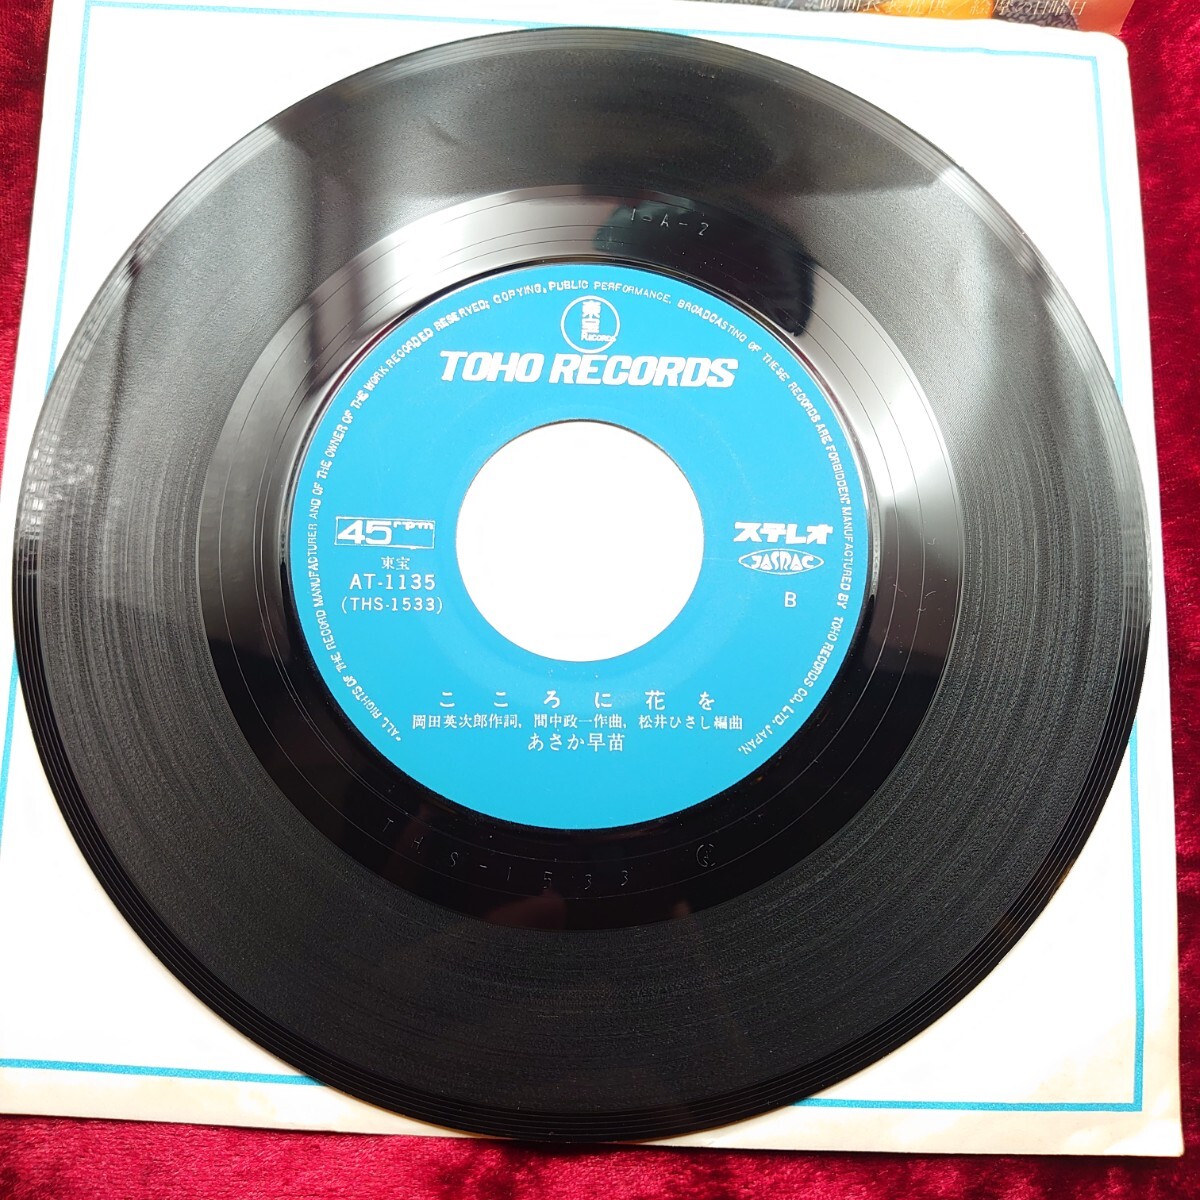 1-A-2
"ALL RIGHTS OF THE RECORD MANUFACTURER AND OF THE OWNER OF THE WORK RECORDED RESERVED; COPYING, PUBLIC PERFORMANCE, BROADCASTING OF THESE RECORDS ARE FORBIDDEN." MANUFACTURED BY TOHO RECORDS CO., LTD. JAPAN.
東宝
RECORDS
TOHO RECORDS
45rpm
ステレオ
東宝
JASRAC
AT-1135
B
(THS-1533)
こころに花を
岡田英次郎作詞, 間中政一作曲, 松井ひさし編曲
あさか早苗
THS-1533